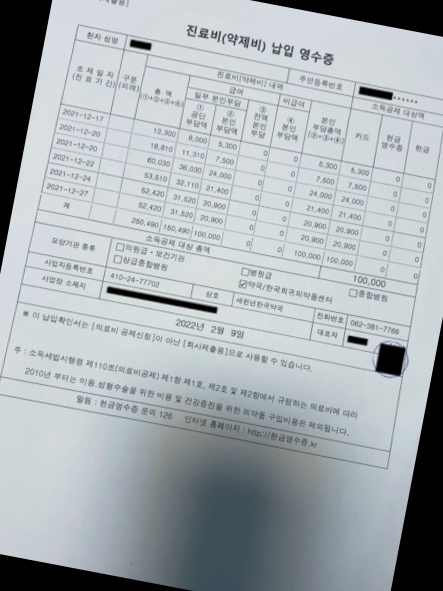 제출용]
진료비(약제비) 납입 영수증
환자 성명 주민등록번호 ******
진료비(약제비) 내역 소득공제 대상액
조제일자 (진료기간) 구분 (외래) 총 액 (①+②+③+④) 급여 비급여 본인 부담총액 (②+③+④) 카드 현금 영수증 현금
일부 본인부담 ③ 전액 본인 부담 ④ 본인 부담액
① 공단 부담액 ② 본인 부담액
2021-12-17 13,300 8,000 5,300 0 0 5,300 5,300 0 0
2021-12-20 18,810 11,310 7,500 0 0 7,500 7,500 0 0
2021-12-20 60,030 36,030 24,000 0 0 24,000 24,000 0 0
2021-12-22 53,510 32,110 21,400 0 0 21,400 21,400 0 0
2021-12-24 52,420 31,520 20,900 0 0 20,900 20,900 0 0
2021-12-27 52,420 31,520 20,900 0 0 20,900 20,900 0 0
계 250,490 150,490 100,000 0 0 100,000 100,000 0 0
소득공제 대상 총액 100,000
요양기관 종류 □의원급·보건기관 □병원급
□상급종합병원 ☑약국/한국희귀의약품센터 □종합병원
사업자등록번호 410-24-77702 상호 세천년한국약국 전화번호 062-381-7766
사업장 소재지 대표자
2022년 2월 9일
※ 이 납입확인서는 [의료비 공제신청]이 아닌 [회사제출용]으로 사용할 수 있습니다.
주 : 소득세법시행령 제110조(의료비공제) 제1항 제1호, 제2호 및 제2항에서 규정하는 의료비에 따라
2010년 부터는 미용,성형수술을 위한 비용 및 건강증진을 위한 의약품 구입비용은 제외됩니다.
알림 : 현금영수증 문의 126 인터넷 홈페이지 : http://현금영수증.kr